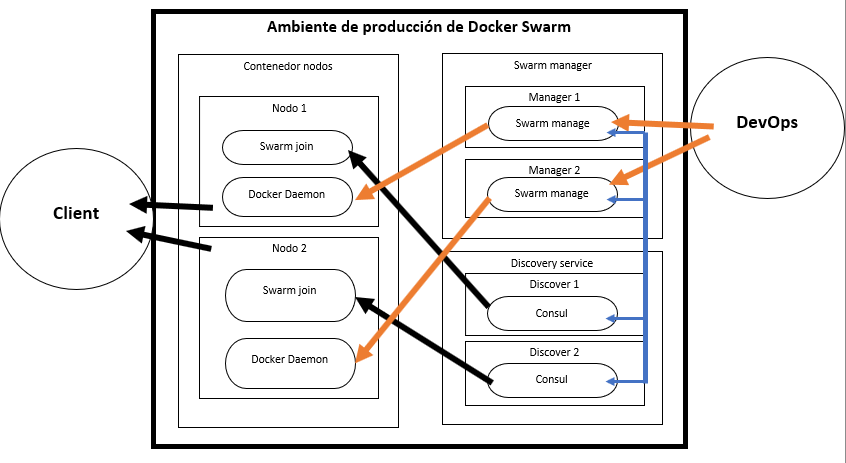 Ambiente de producción de Docker Swarm
Contenedor nodos
Nodo 1
Swarm join
Docker Daemon
Nodo 2
Swarm join
Docker Daemon
Swarm manager
Manager 1
Swarm manage
Manager 2
Swarm manage
Discovery service
Discover 1
Consul
Discover 2
Consul
Client
DevOps